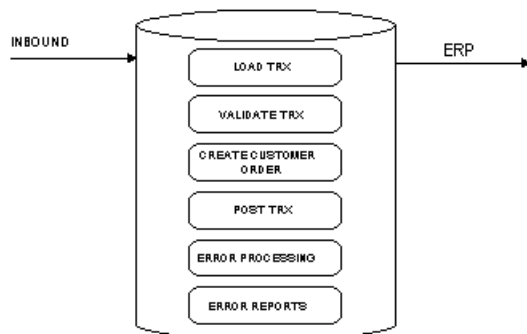 INBOUND
ERP
LOAD TRX
VALIDATE TRX
CREATE CUSTOMER
ORDER
POST TRX
ERROR PROCESSING
ERROR REPORTS